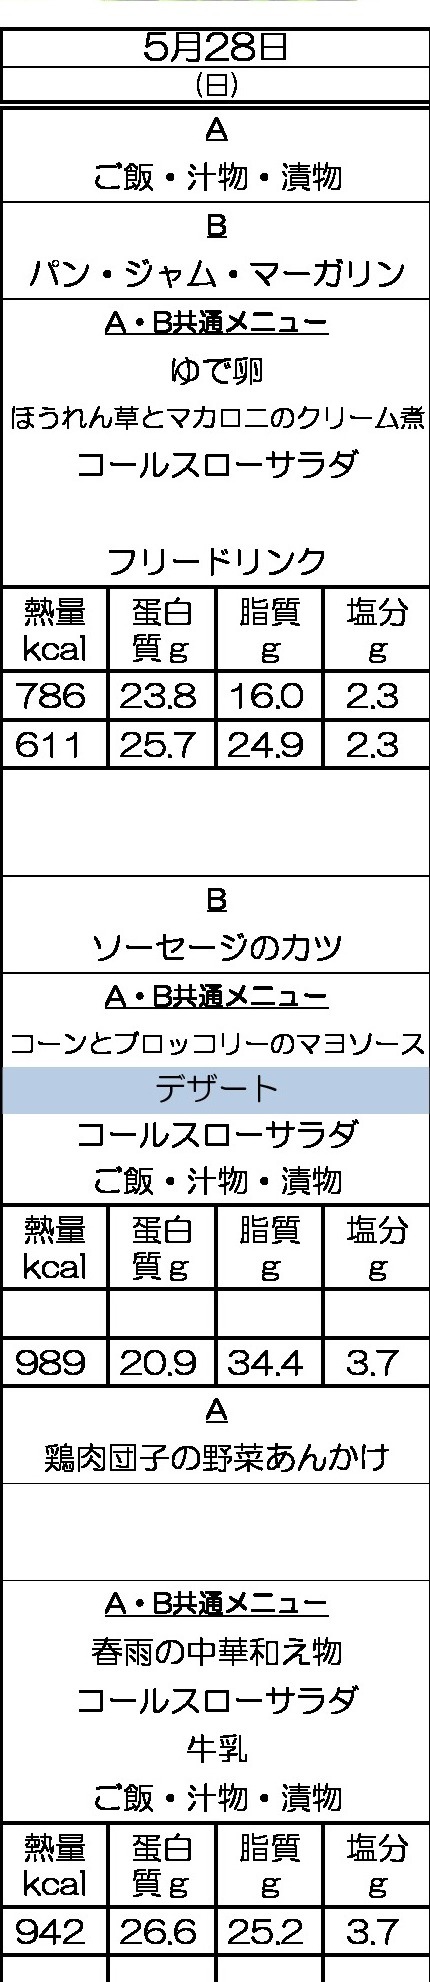 5月28日
(日)
A
ご飯・汁物・漬物
B
パン・ジャム・マーガリン
A・B共通メニュー
ゆで卵
ほうれん草とマカロニのクリーム煮
コールスローサラダ
フリードリンク
熱量 蛋白 脂質 塩分
kcal 質g g g
786 23.8 16.0 2.3
611 25.7 24.9 2.3
B
ソーセージのカツ
A・B共通メニュー
コーンとブロッコリーのマヨソース
デザート
コールスローサラダ
ご飯・汁物・漬物
熱量 蛋白 脂質 塩分
kcal 質g g g
989 20.9 34.4 3.7
A
鶏肉団子の野菜あんかけ
A・B共通メニュー
春雨の中華和え物
コールスローサラダ
牛乳
ご飯・汁物・漬物
熱量 蛋白 脂質 塩分
kcal 質g g g
942 26.6 25.2 3.7